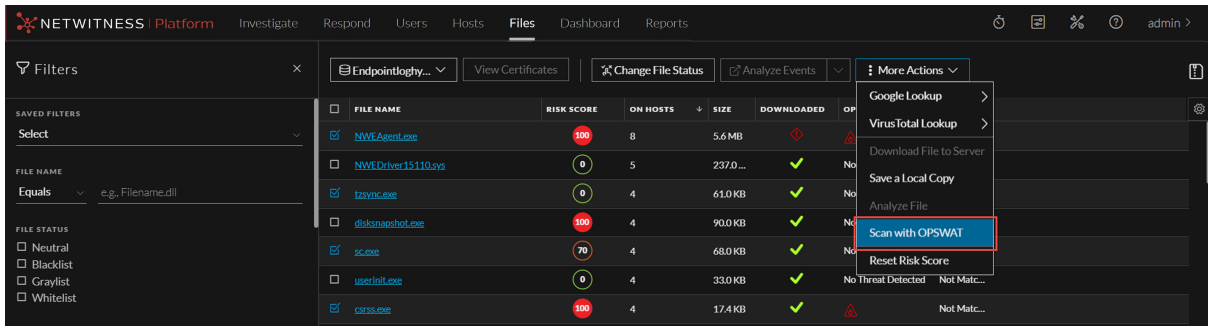 NETWITNESS Platform Investigate Respond Users Hosts Files Dashboard Reports admin >
Filters
Endpointloghy... View Certificates Change File Status Analyze Events More Actions
SAVED FILTERS
Select
FILE NAME
Equals e.g., Filename.dll
FILE STATUS
Neutral
Blacklist
Graylist
Whitelist
FILE NAME RISK SCORE ON HOSTS SIZE DOWNLOADED OP
NWEAgent.exe 100 8 5.6 MB
NWEDriver15110.sys 0 5 237.0 ... No
tzsync.exe 0 4 61.0 KB No
disksnapshot.exe 100 4 90.0 KB No
sc.exe 70 4 68.0 KB No
userinit.exe 0 4 33.0 KB No Threat Detected Not Matc...
csrss.exe 100 4 17.4 KB Not Matc...
Google Lookup
VirusTotal Lookup
Download File to Server
Save a Local Copy
Analyze File
Scan with OPSWAT
Reset Risk Score